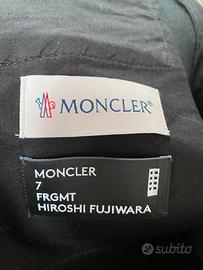 MONCLER®
MONCLER
7
FRGMT
HIROSHI FUJIWARA
subito